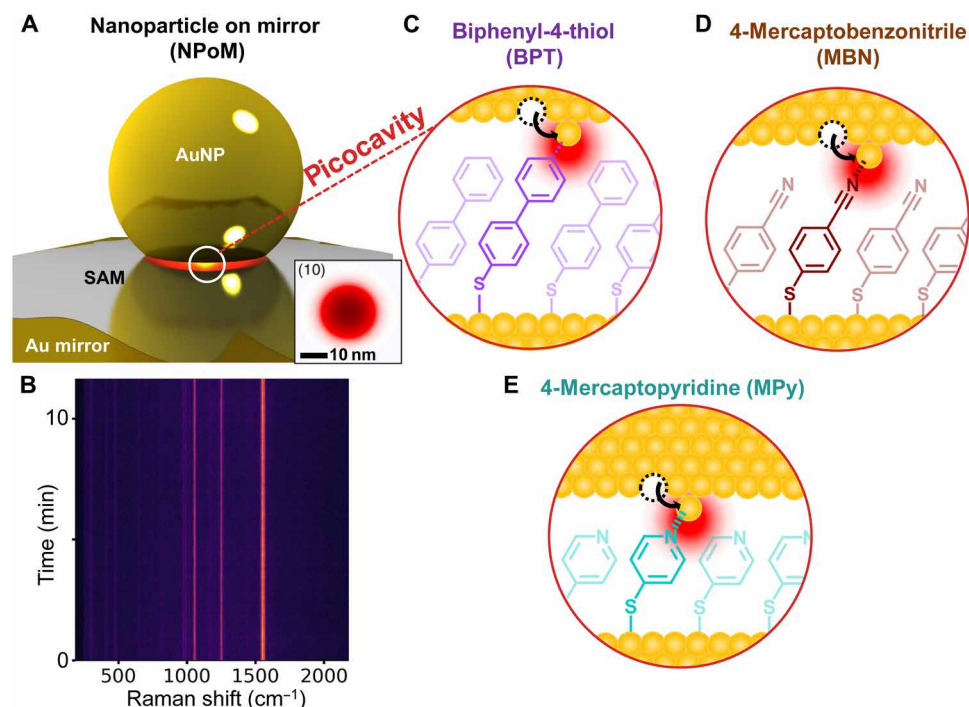 A
Nanoparticle on mirror
(NPoM)
AuNP
SAM
Au mirror
(10)
10 nm
Picocavity
B
10
0
Time (min)
500
1000
1500
2000
Raman shift (cm⁻¹)
C
Biphenyl-4-thiol
(BPT)
S
D
4-Mercaptobenzonitrile
(MBN)
N
N
N
S
S
S
E
4-Mercaptopyridine (MPy)
N
N
N
N
S
S
S